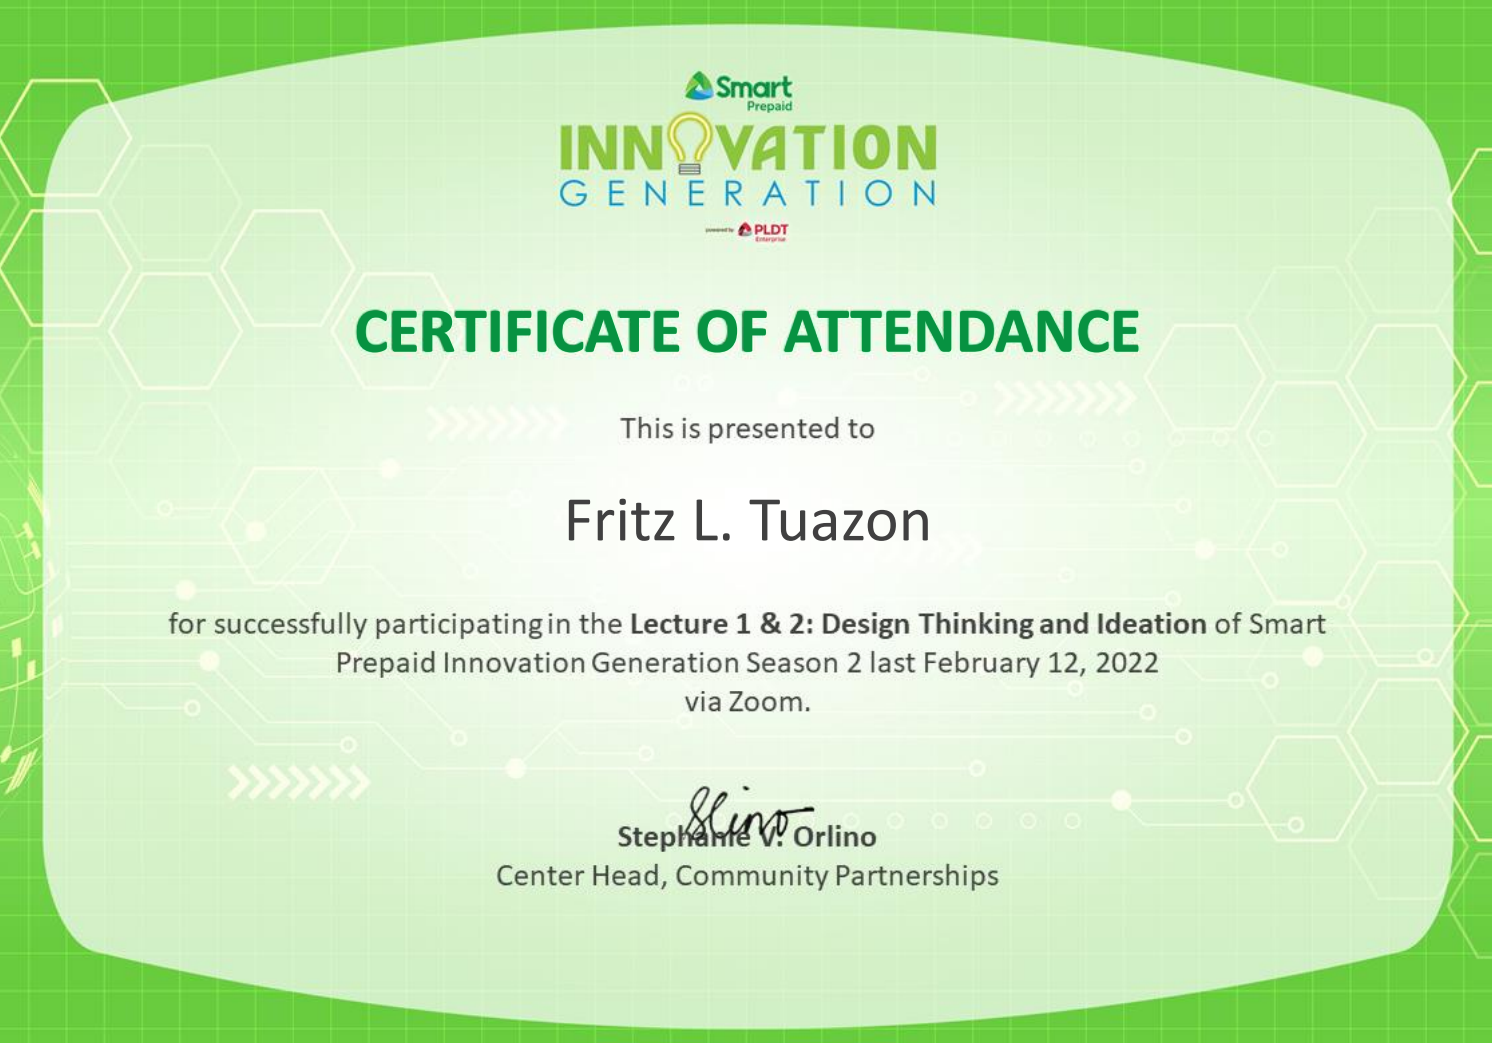 Smart
Prepaid
INNOVATION
GENERATION
powered by PLDT
Enterprise
CERTIFICATE OF ATTENDANCE
This is presented to
Fritz L. Tuazon
for successfully participating in the Lecture 1 & 2: Design Thinking and Ideation of Smart
Prepaid Innovation Generation Season 2 last February 12, 2022
via Zoom.
Stephanie V. Orlino
Center Head, Community Partnerships